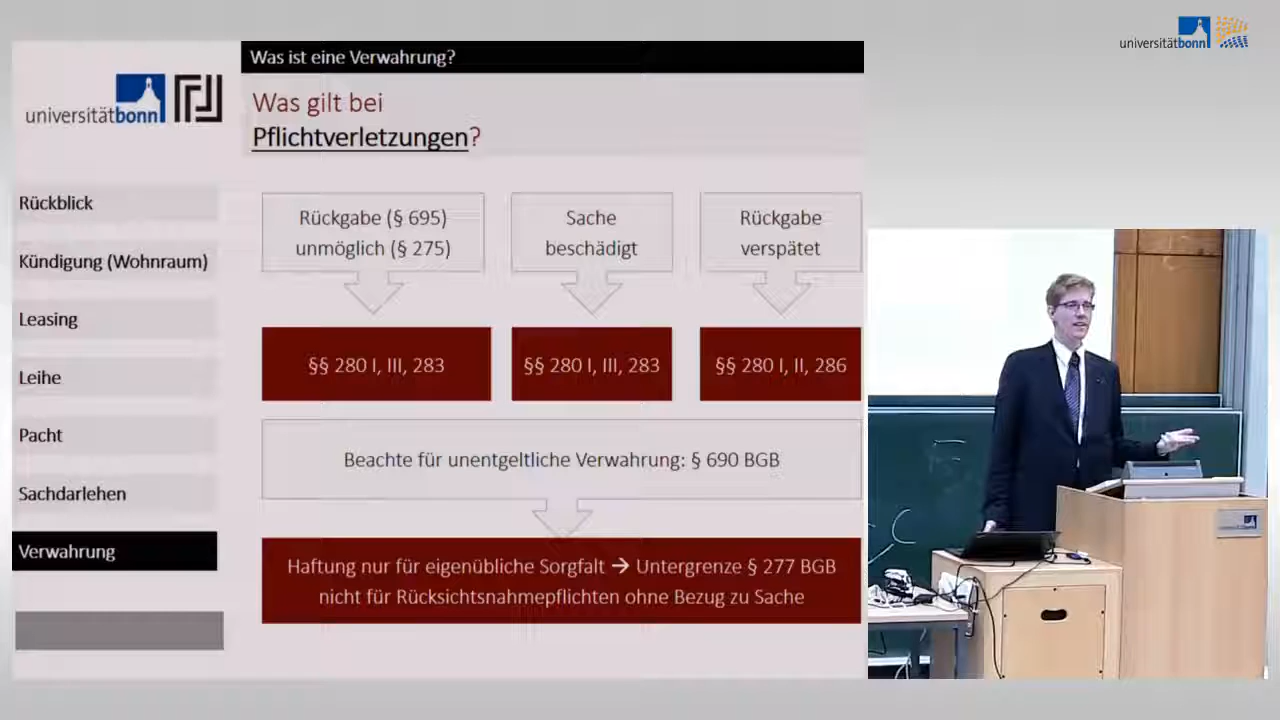 universitätbonn
Was ist eine Verwahrung?
universitätbonn
Was gilt bei
Pflichtverletzungen?
Rückblick
Kündigung (Wohnraum)
Leasing
Leihe
Pacht
Sachdarlehen
Verwahrung
Rückgabe (§ 695)
unmöglich (§ 275)
Sache
beschädigt
Rückgabe
verspätet
§§ 280 I, III, 283
§§ 280 I, III, 283
§§ 280 I, II, 286
Beachte für unentgeltliche Verwahrung: § 690 BGB
Haftung nur für eigenübliche Sorgfalt → Untergrenze § 277 BGB
nicht für Rücksichtsnahmepflichten ohne Bezug zu Sache